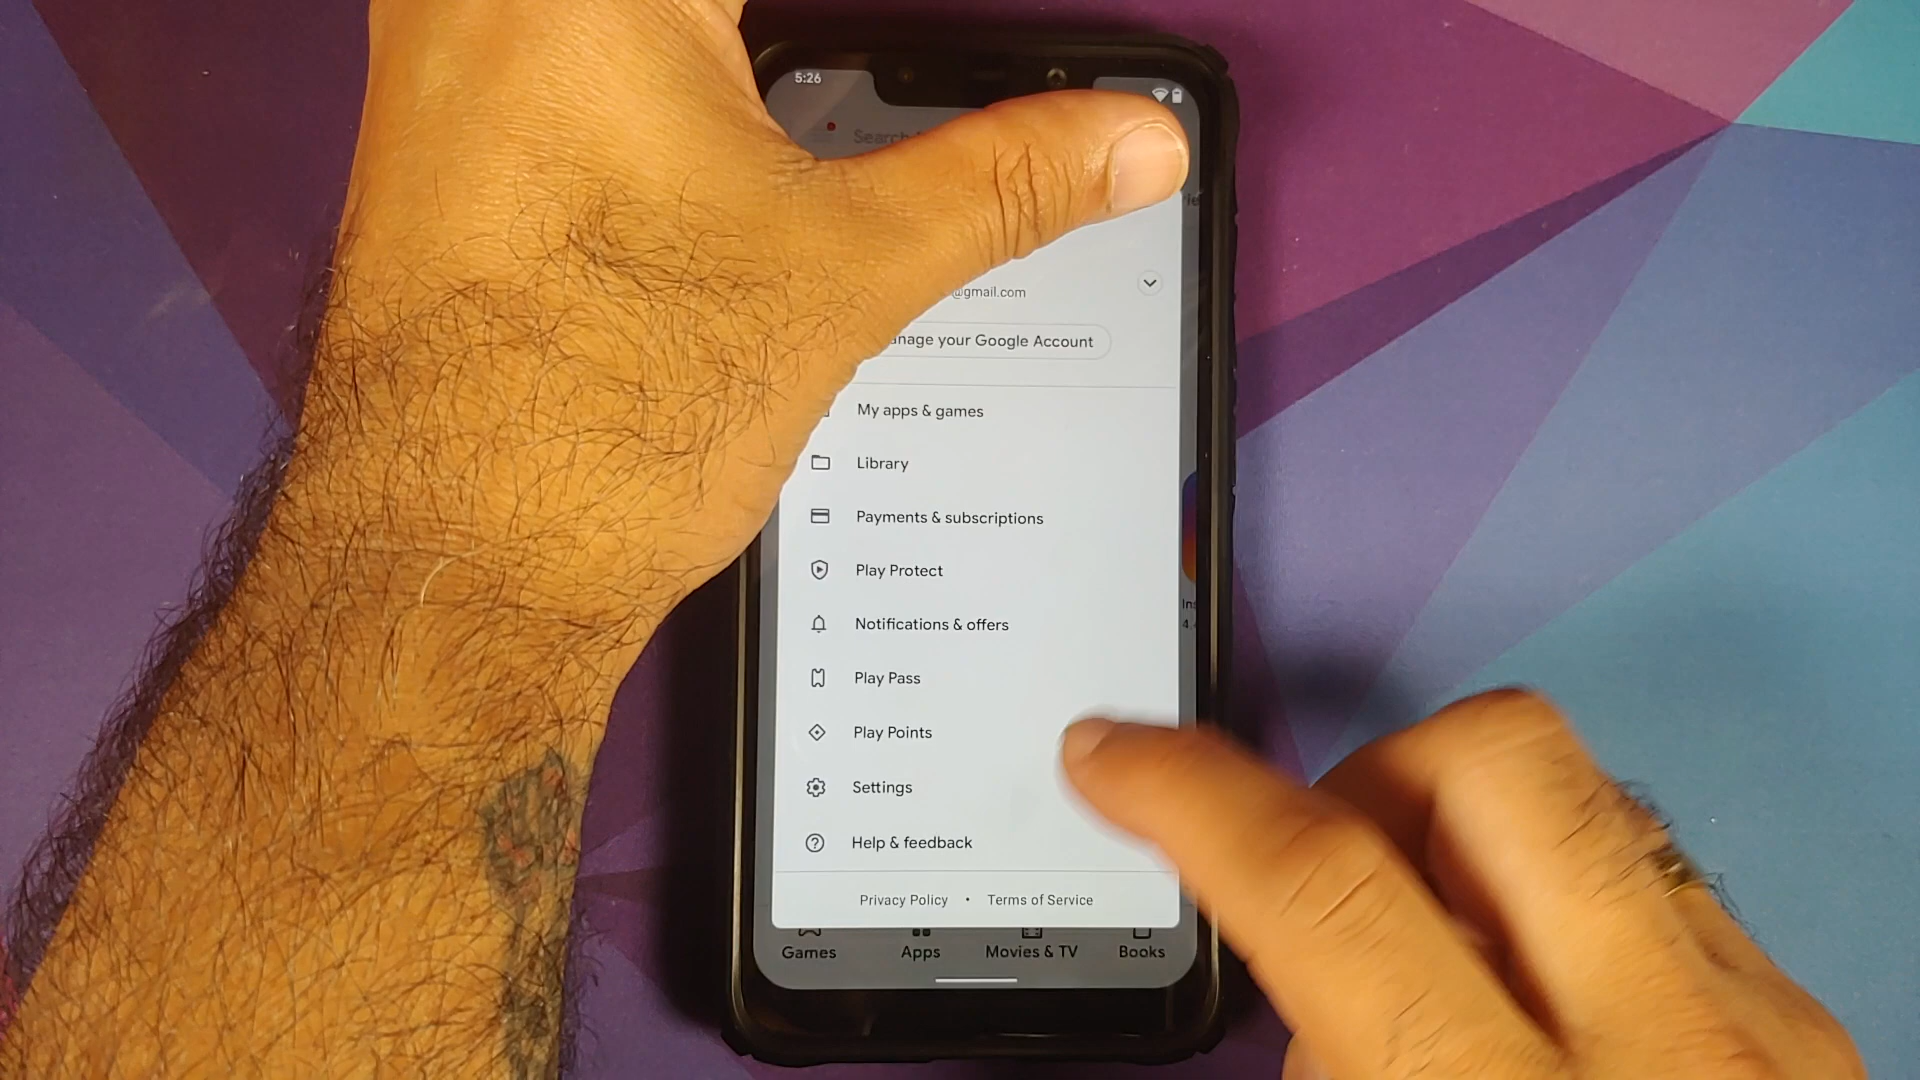 5:26
Search
@gmail.com
anage your Google Account
My apps & games
Library
Payments & subscriptions
Play Protect
Notifications & offers
Play Pass
Play Points
Settings
Help & feedback
Privacy Policy • Terms of Service
Games Apps Movies & TV Books